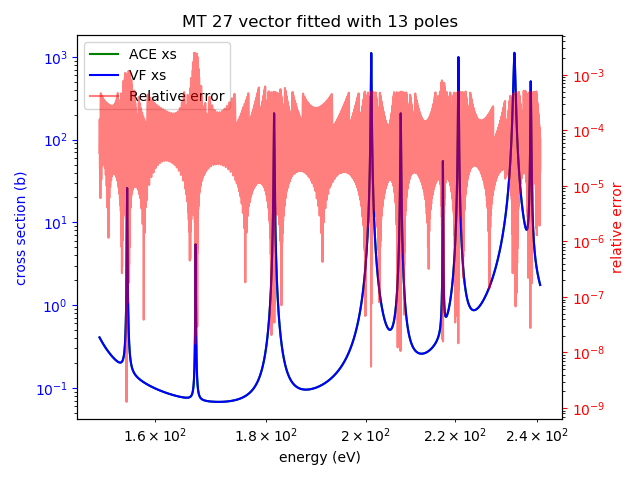 MT 27 vector fitted with 13 poles
ACE xs
VF xs
Relative error
cross section (b)
10³
10²
10¹
10⁰
10⁻¹
10⁻³
10⁻⁴
10⁻⁵
10⁻⁶
10⁻⁷
10⁻⁸
10⁻⁹
relative error
1.6 × 10² 1.8 × 10² 2 × 10² 2.2 × 10² 2.4 × 10²
energy (eV)